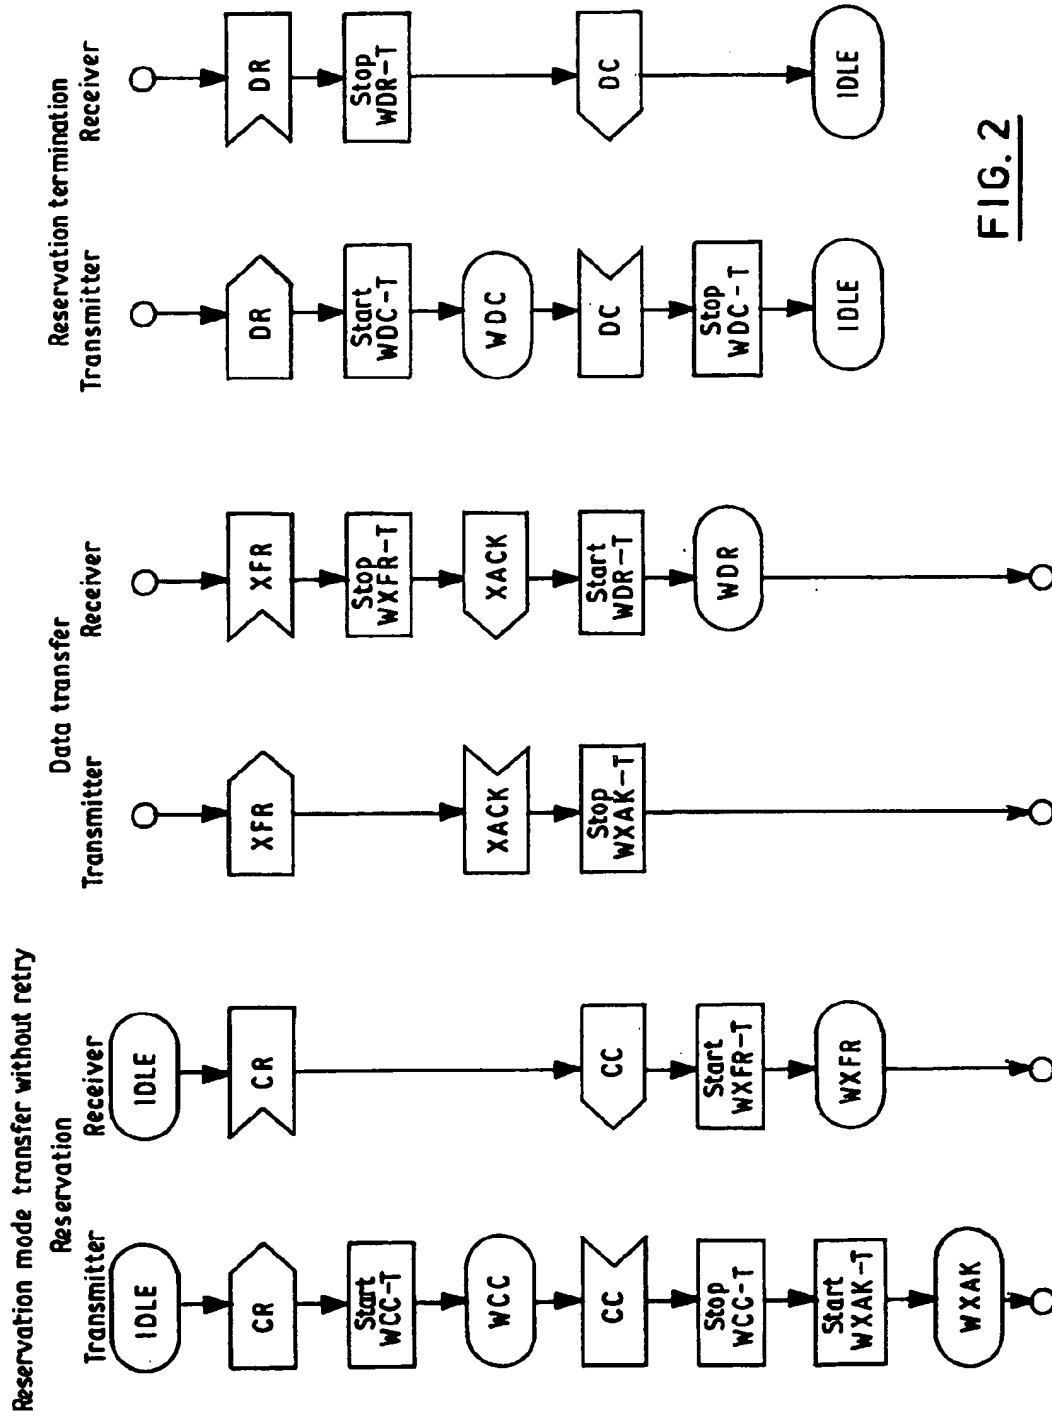 Reservation mode transfer without retry
Reservation
Transmitter
Receiver
IDLE
CR
Start
WCC-T
WCC
CC
Stop
WCC-T
Start
WXAK-T
WXAK
IDLE
CR
CC
Start
WXFR-T
WXFR
Data transfer
Transmitter
Receiver
XFR
XACK
Stop
WXAK-T
XFR
Stop
WXFR-T
XACK
Start
WDR-T
WDR
Reservation termination
Transmitter
Receiver
DR
Start
WDC-T
WDC
DC
Stop
WDC-T
IDLE
DR
Stop
WDR-T
DC
IDLE
FIG. 2